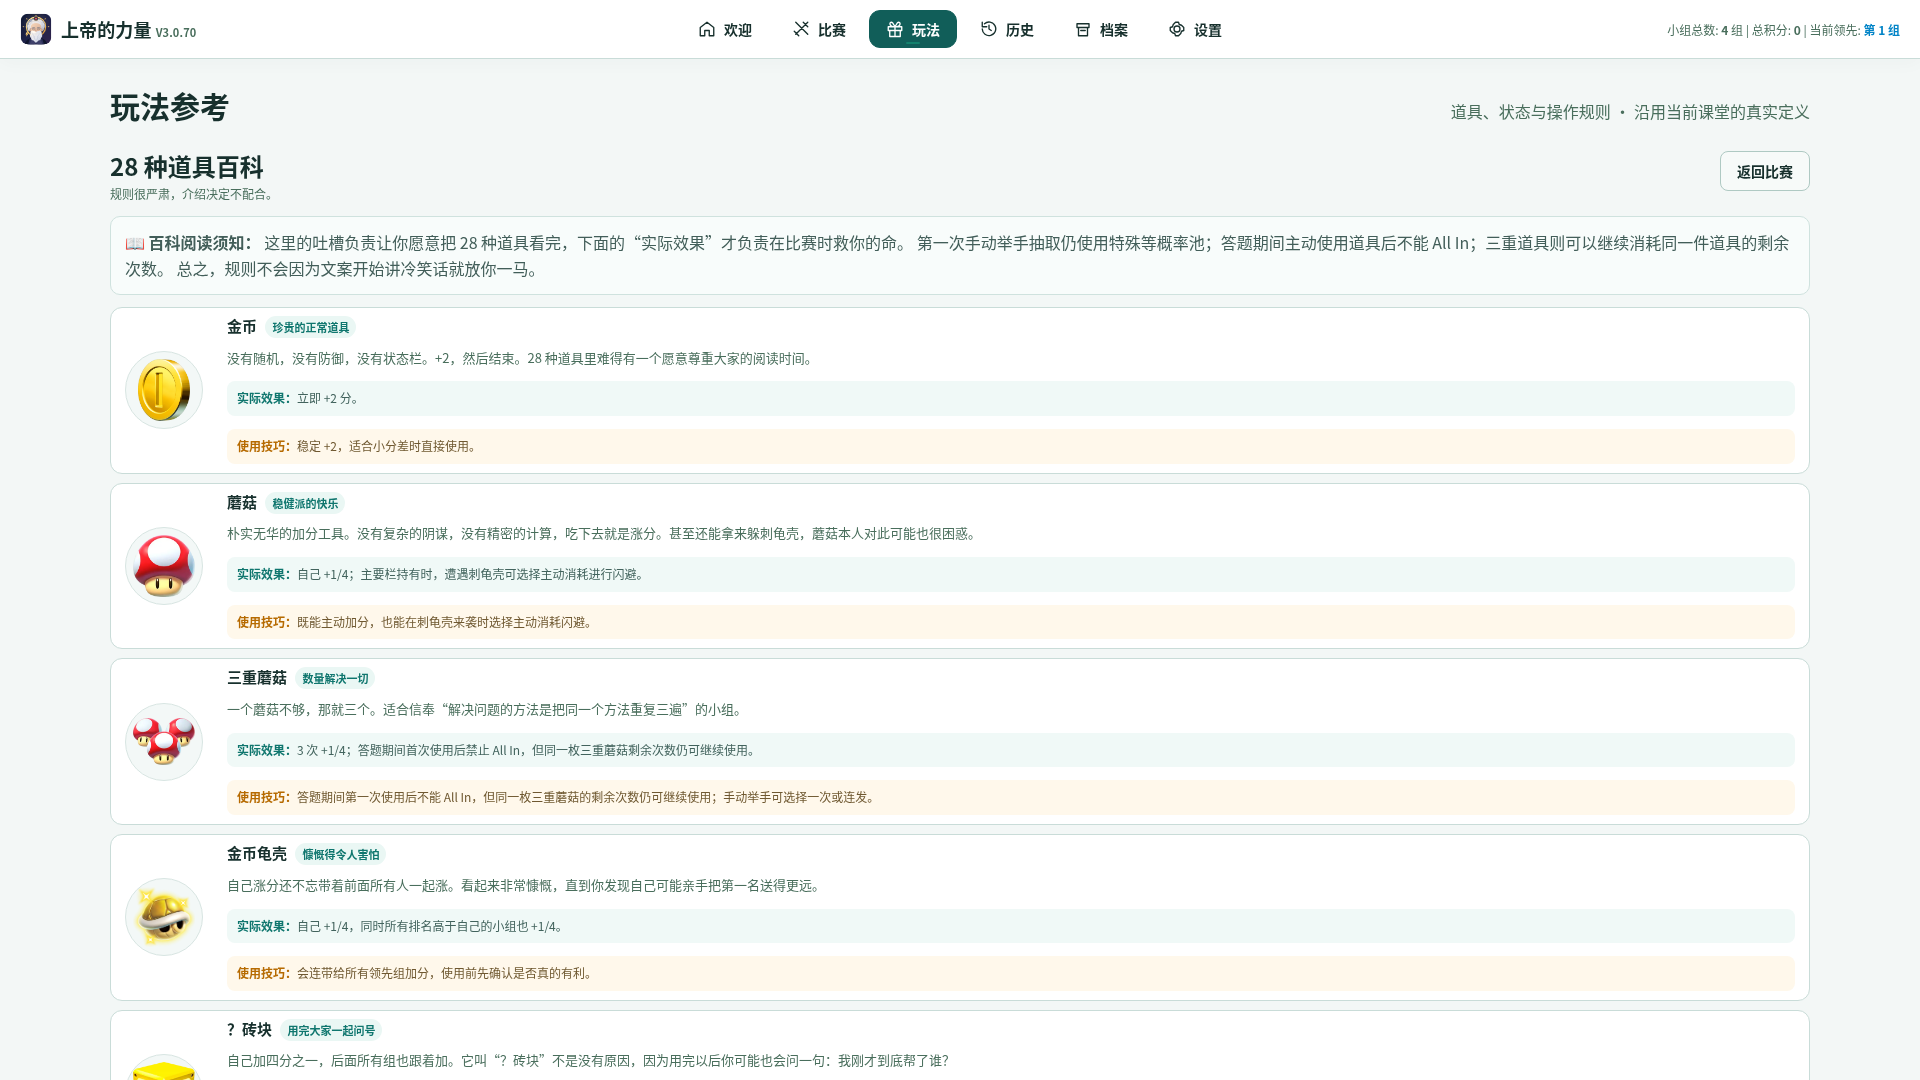 上帝的力量 V3.0.70
欢迎
比赛
玩法
历史
档案
设置
小组总数: 4 组 | 总积分: 0 | 当前领先: 第 1 组
玩法参考
道具、状态与操作规则 · 沿用当前课堂的真实定义
28 种道具百科
规则很严肃，介绍决定不配合。
返回比赛
📖 百科阅读须知： 这里的吐槽负责让你愿意把 28 种道具看完，下面的“实际效果”才负责在比赛时救你的命。 第一次手动举手抽取仍使用特殊等概率池；答题期间主动使用道具后不能 All In；三重道具则可以继续消耗同一件道具的剩余
次数。 总之，规则不会因为文案开始讲冷笑话就放你一马。
金币 珍贵的正常道具
没有随机，没有防御，没有状态栏。+2，然后结束。28 种道具里难得有一个愿意尊重大家的阅读时间。
实际效果：立即 +2 分。
使用技巧：稳定 +2，适合小分差时直接使用。
蘑菇 稳健派的快乐
朴实无华的加分工具。没有复杂的阴谋，没有精密的计算，吃下去就是涨分。甚至还能拿来躲刺龟壳，蘑菇本人对此可能也很困惑。
实际效果：自己 +1/4；主要栏持有时，遭遇刺龟壳可选择主动消耗进行闪避。
使用技巧：既能主动加分，也能在刺龟壳来袭时选择主动消耗闪避。
三重蘑菇 数量解决一切
一个蘑菇不够，那就三个。适合信奉“解决问题的方法是把同一个方法重复三遍”的小组。
实际效果：3 次 +1/4；答题期间首次使用后禁止 All In，但同一枚三重蘑菇剩余次数仍可继续使用。
使用技巧：答题期间第一次使用后不能 All In，但同一枚三重蘑菇的剩余次数仍可继续使用；手动举手可选择一次或连发。
金币龟壳 慷慨得令人害怕
自己涨分还不忘带着前面所有人一起涨。看起来非常慷慨，直到你发现自己可能亲手把第一名送得更远。
实际效果：自己 +1/4，同时所有排名高于自己的小组也 +1/4。
使用技巧：会连带给所有领先组加分，使用前先确认是否真的有利。
？砖块 用完大家一起问号
自己加四分之一，后面所有组也跟着加。它叫“？砖块”不是没有原因，因为用完以后你可能也会问一句：我刚才到底帮了谁？